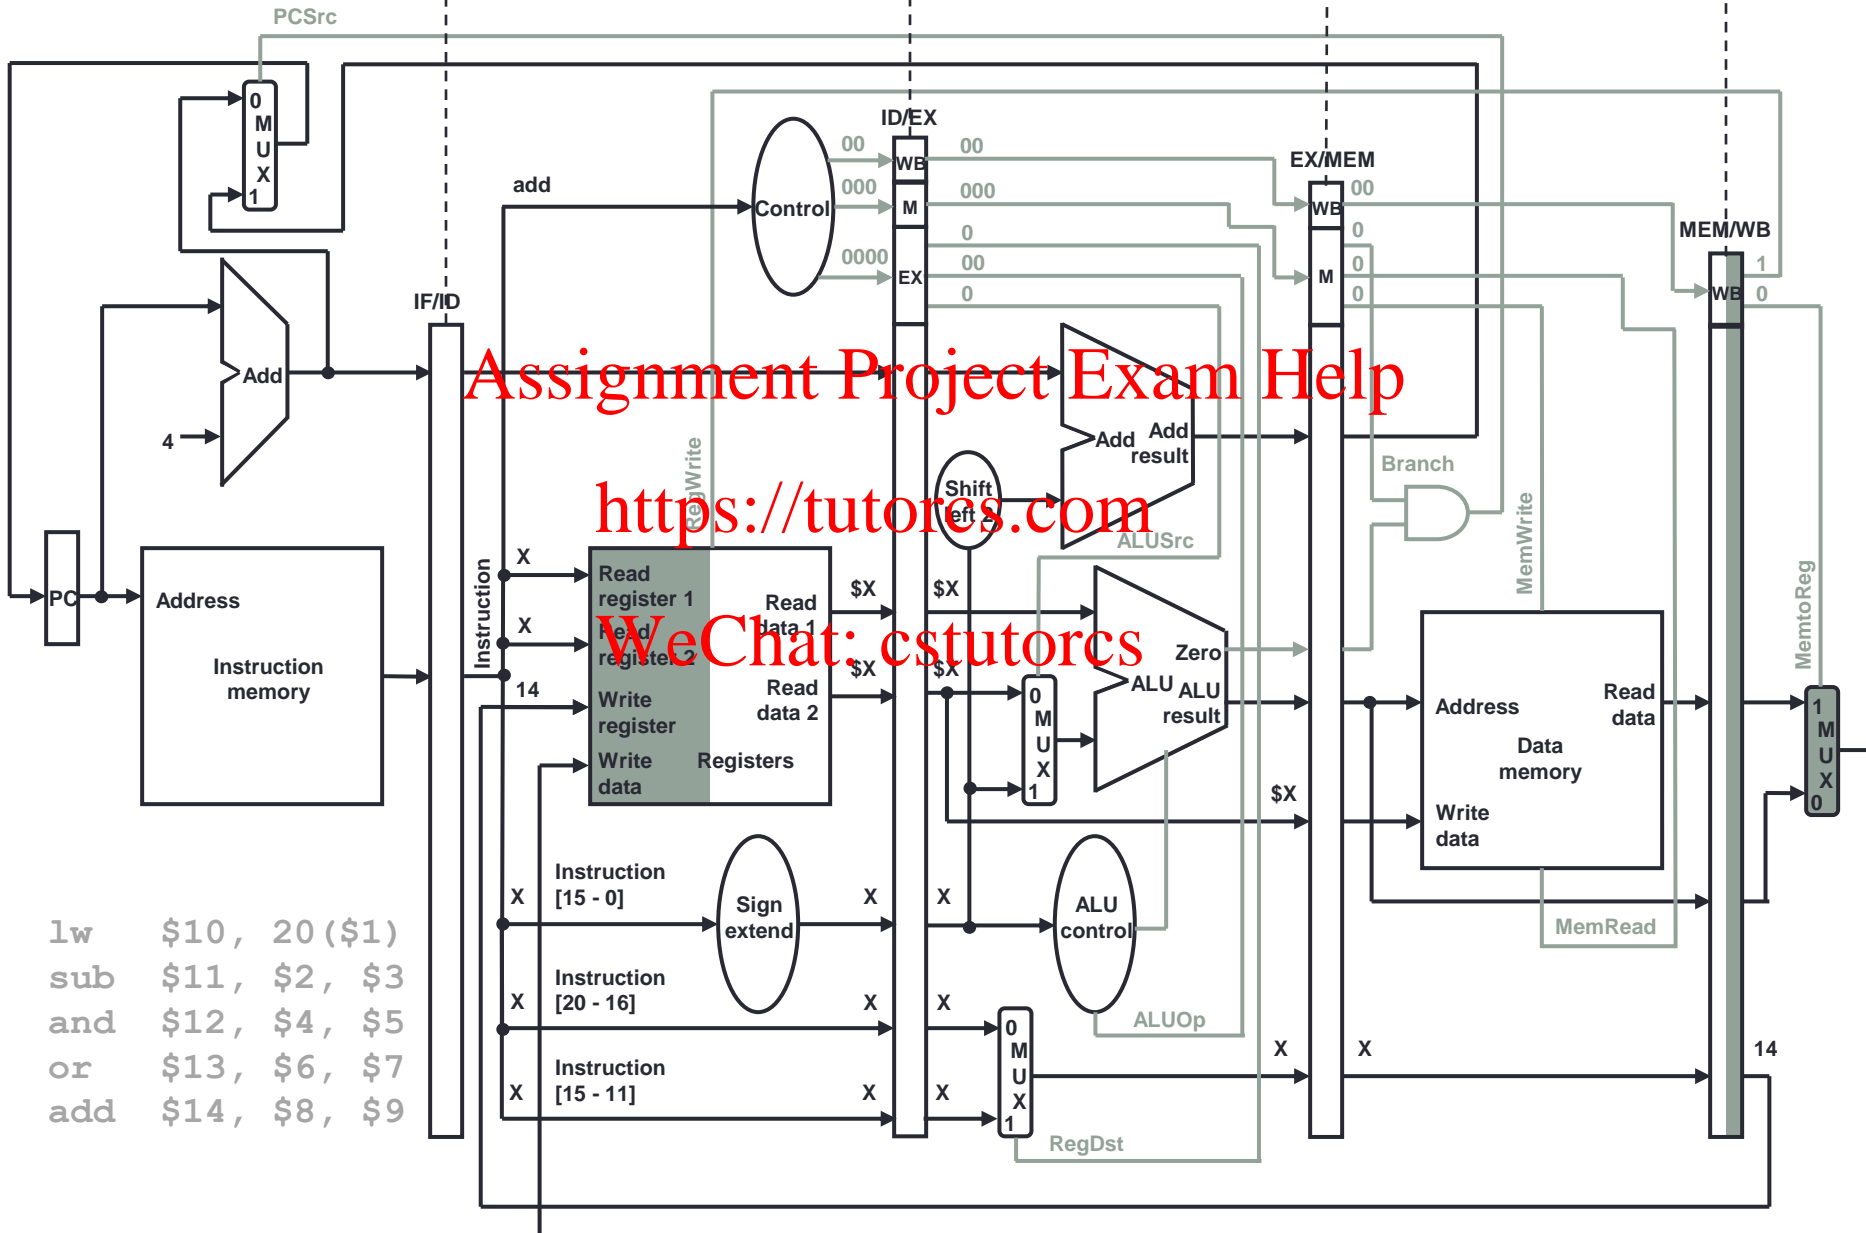 PCSrc
0
M
U
X
1
Add
4
PC
Address
Instruction
memory
IF/ID
Instruction
add
Control
00
000
0000
ID/EX
WB
M
EX
00
000
0
00
0
EX/MEM
WB
M
00
0
0
0
MEM/WB
WB
1
0
Assignment Project Exam Help
https://tutorcs.com
WeChat: cstutorcs
RegWrite
Shift
left 2
Add
Add
result
ALUSrc
Branch
MemWrite
MemtoReg
X
X
14
Read
register 1
Read
register 2
Write
register
Write
data
Registers
Read
data 1
Read
data 2
$X
$X
$X
$X
0
M
U
X
1
Zero
ALU
ALU
result
$X
Address
Data
memory
Write
data
Read
data
1
M
U
X
0
Instruction
[15 - 0]
X
Sign
extend
X
X
ALU
control
MemRead
Instruction
[20 - 16]
X
X
X
ALUOp
Instruction
[15 - 11]
X
X
X
0
M
U
X
1
RegDst
X
X
14
lw $10, 20($1)
sub $11, $2, $3
and $12, $4, $5
or $13, $6, $7
add $14, $8, $9